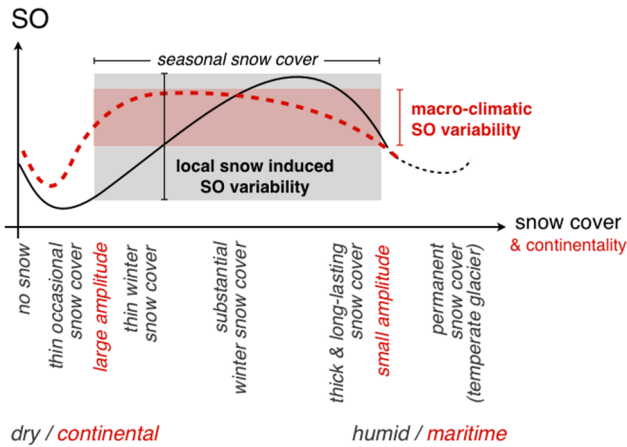 SO
seasonal snow cover
macro-climatic
SO variability
local snow induced
SO variability
snow cover
& continentality
no snow
thin occasional
snow cover
large amplitude
thin winter
snow cover
substantial
winter snow cover
thick & long-lasting
snow cover
small amplitude
permanent
snow cover
(temperate glacier)
dry / continental
humid / maritime